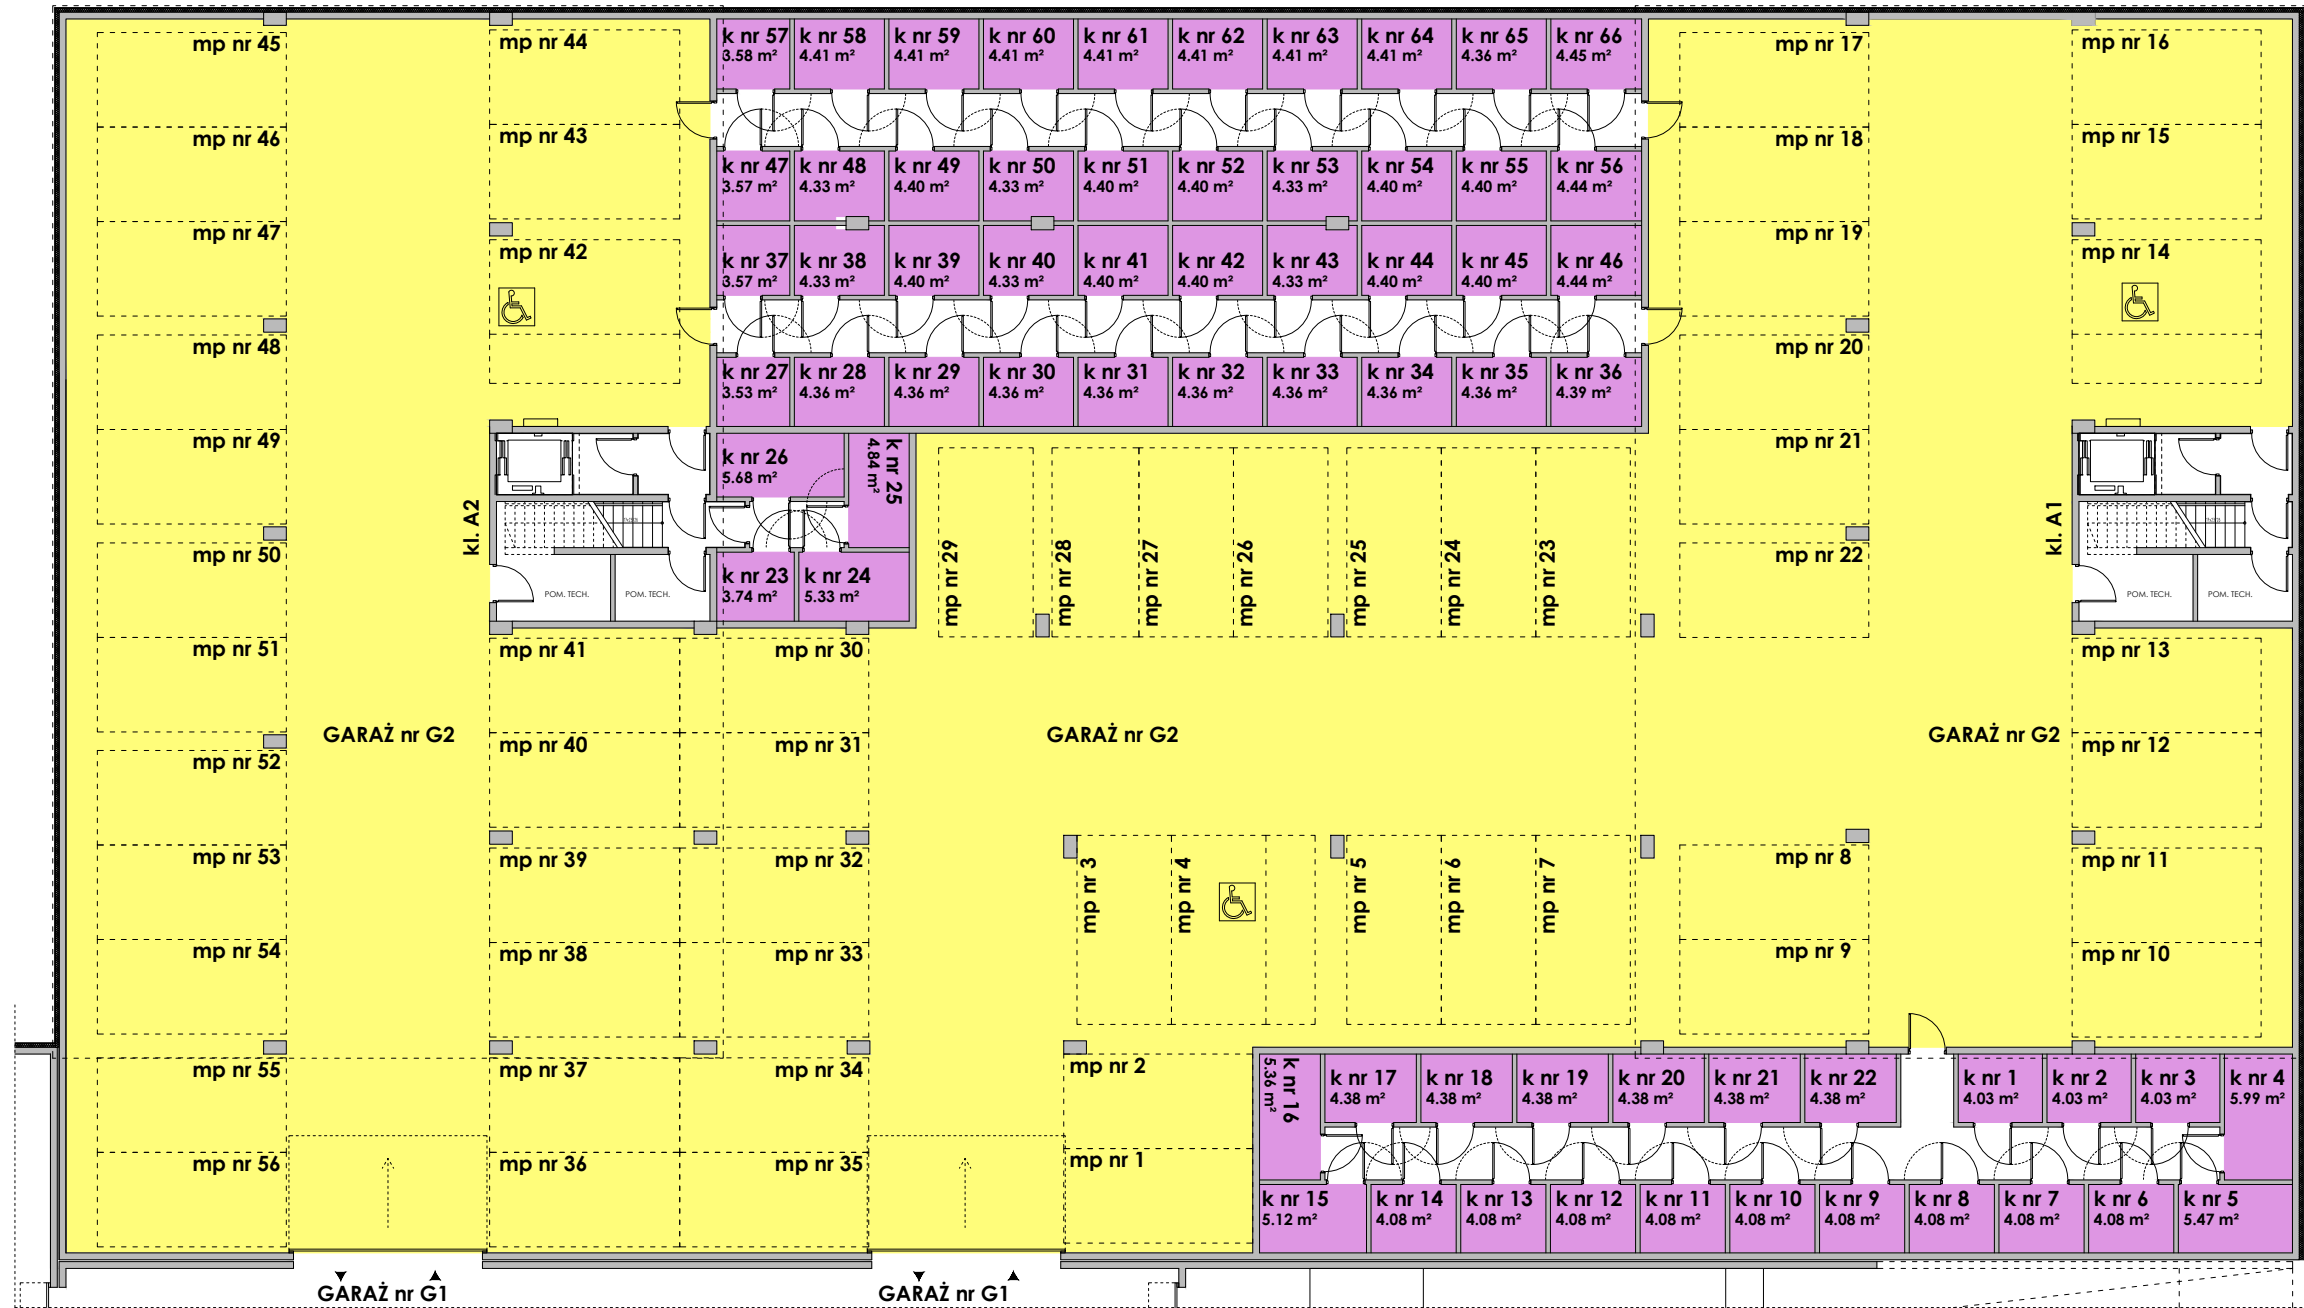 mp nr 45
mp nr 44
k nr 57
3.58 m²
k nr 58
4.41 m²
k nr 59
4.41 m²
k nr 60
4.41 m²
k nr 61
4.41 m²
k nr 62
4.41 m²
k nr 63
4.41 m²
k nr 64
4.41 m²
k nr 65
4.36 m²
k nr 66
4.45 m²
mp nr 17
mp nr 16
mp nr 46
mp nr 43
k nr 47
3.57 m²
k nr 48
4.33 m²
k nr 49
4.40 m²
k nr 50
4.33 m²
k nr 51
4.40 m²
k nr 52
4.40 m²
k nr 53
4.33 m²
k nr 54
4.40 m²
k nr 55
4.40 m²
k nr 56
4.44 m²
mp nr 18
mp nr 15
mp nr 47
mp nr 42
k nr 37
3.57 m²
k nr 38
4.33 m²
k nr 39
4.40 m²
k nr 40
4.33 m²
k nr 41
4.40 m²
k nr 42
4.40 m²
k nr 43
4.33 m²
k nr 44
4.40 m²
k nr 45
4.40 m²
k nr 46
4.44 m²
mp nr 19
mp nr 14
mp nr 48
k nr 27
3.53 m²
k nr 28
4.36 m²
k nr 29
4.36 m²
k nr 30
4.36 m²
k nr 31
4.36 m²
k nr 32
4.36 m²
k nr 33
4.36 m²
k nr 34
4.36 m²
k nr 35
4.36 m²
k nr 36
4.39 m²
mp nr 20
mp nr 49
kl. A2
k nr 26
5.68 m²
k nr 25
4.84 m²
mp nr 21
kl. A1
mp nr 50
POM. TECH.
POM. TECH.
k nr 23
3.74 m²
k nr 24
5.33 m²
mp nr 29
mp nr 28
mp nr 27
mp nr 26
mp nr 25
mp nr 24
mp nr 23
mp nr 22
POM. TECH.
POM. TECH.
mp nr 51
mp nr 41
mp nr 30
mp nr 13
GARAŻ nr G2
GARAŻ nr G2
GARAŻ nr G2
mp nr 52
mp nr 40
mp nr 31
mp nr 12
mp nr 53
mp nr 39
mp nr 32
mp nr 3
mp nr 4
mp nr 5
mp nr 6
mp nr 7
mp nr 8
mp nr 11
mp nr 54
mp nr 38
mp nr 33
mp nr 9
mp nr 10
mp nr 55
mp nr 37
mp nr 34
mp nr 2
k nr 16
5.36 m²
k nr 17
4.38 m²
k nr 18
4.38 m²
k nr 19
4.38 m²
k nr 20
4.38 m²
k nr 21
4.38 m²
k nr 22
4.38 m²
k nr 1
4.03 m²
k nr 2
4.03 m²
k nr 3
4.03 m²
k nr 4
5.99 m²
mp nr 56
mp nr 36
mp nr 35
mp nr 1
k nr 15
5.12 m²
k nr 14
4.08 m²
k nr 13
4.08 m²
k nr 12
4.08 m²
k nr 11
4.08 m²
k nr 10
4.08 m²
k nr 9
4.08 m²
k nr 8
4.08 m²
k nr 7
4.08 m²
k nr 6
4.08 m²
k nr 5
5.47 m²
GARAŻ nr G1
GARAŻ nr G1